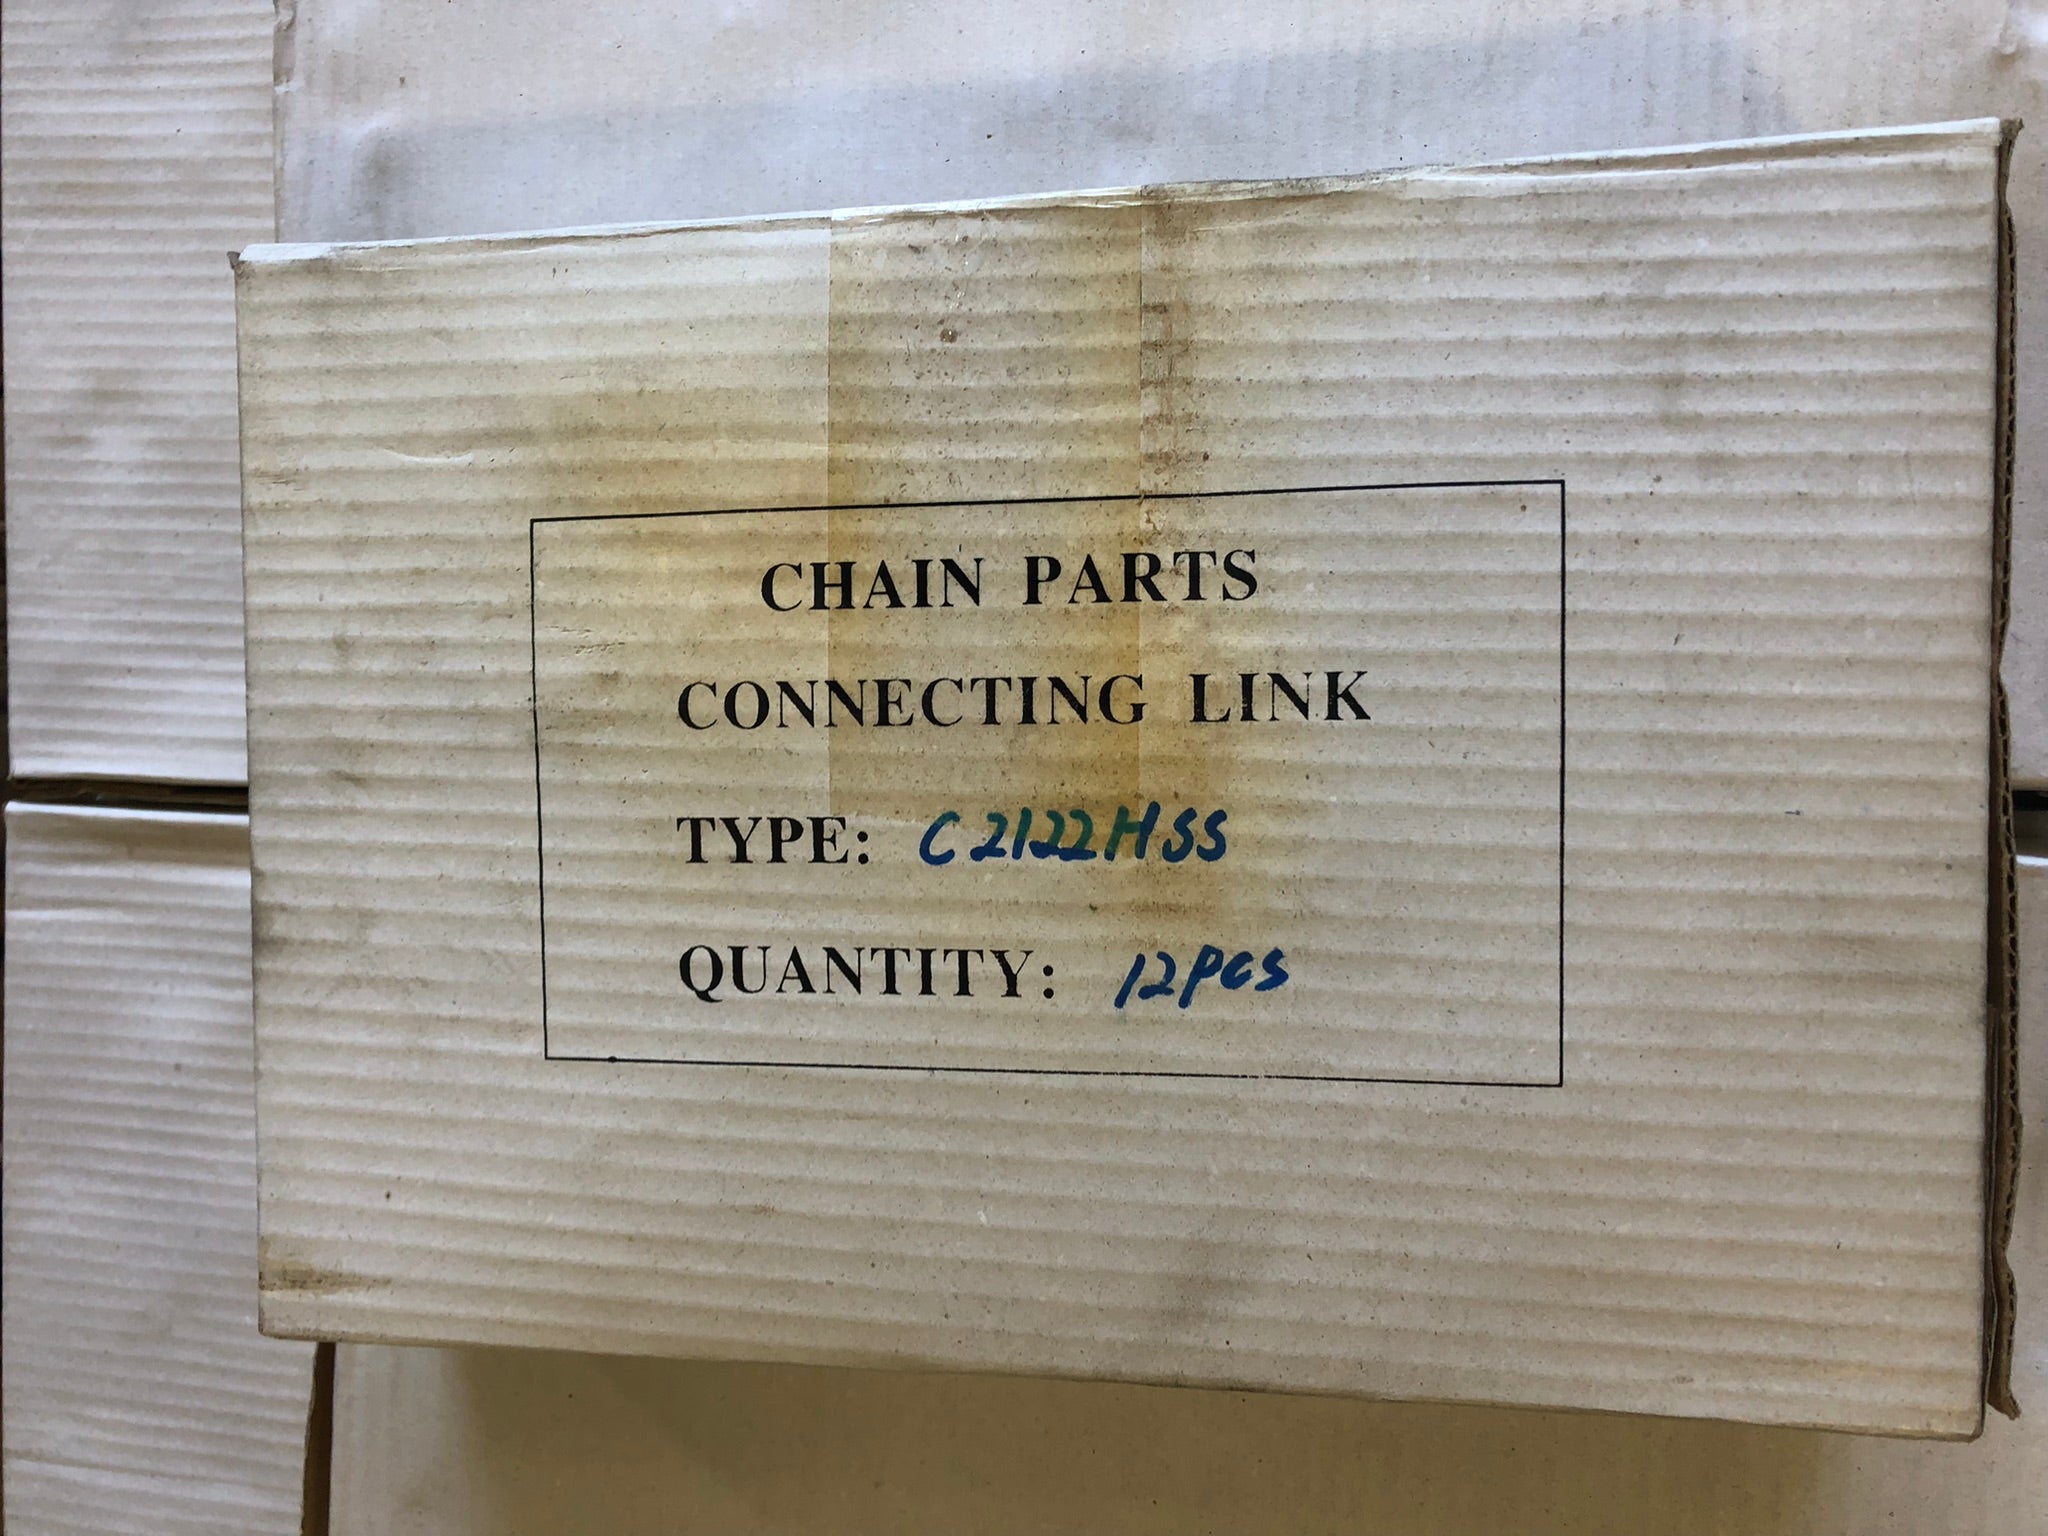 CHAIN PARTS
CONNECTING LINK
TYPE: C2122HSS
QUANTITY: 12PCS